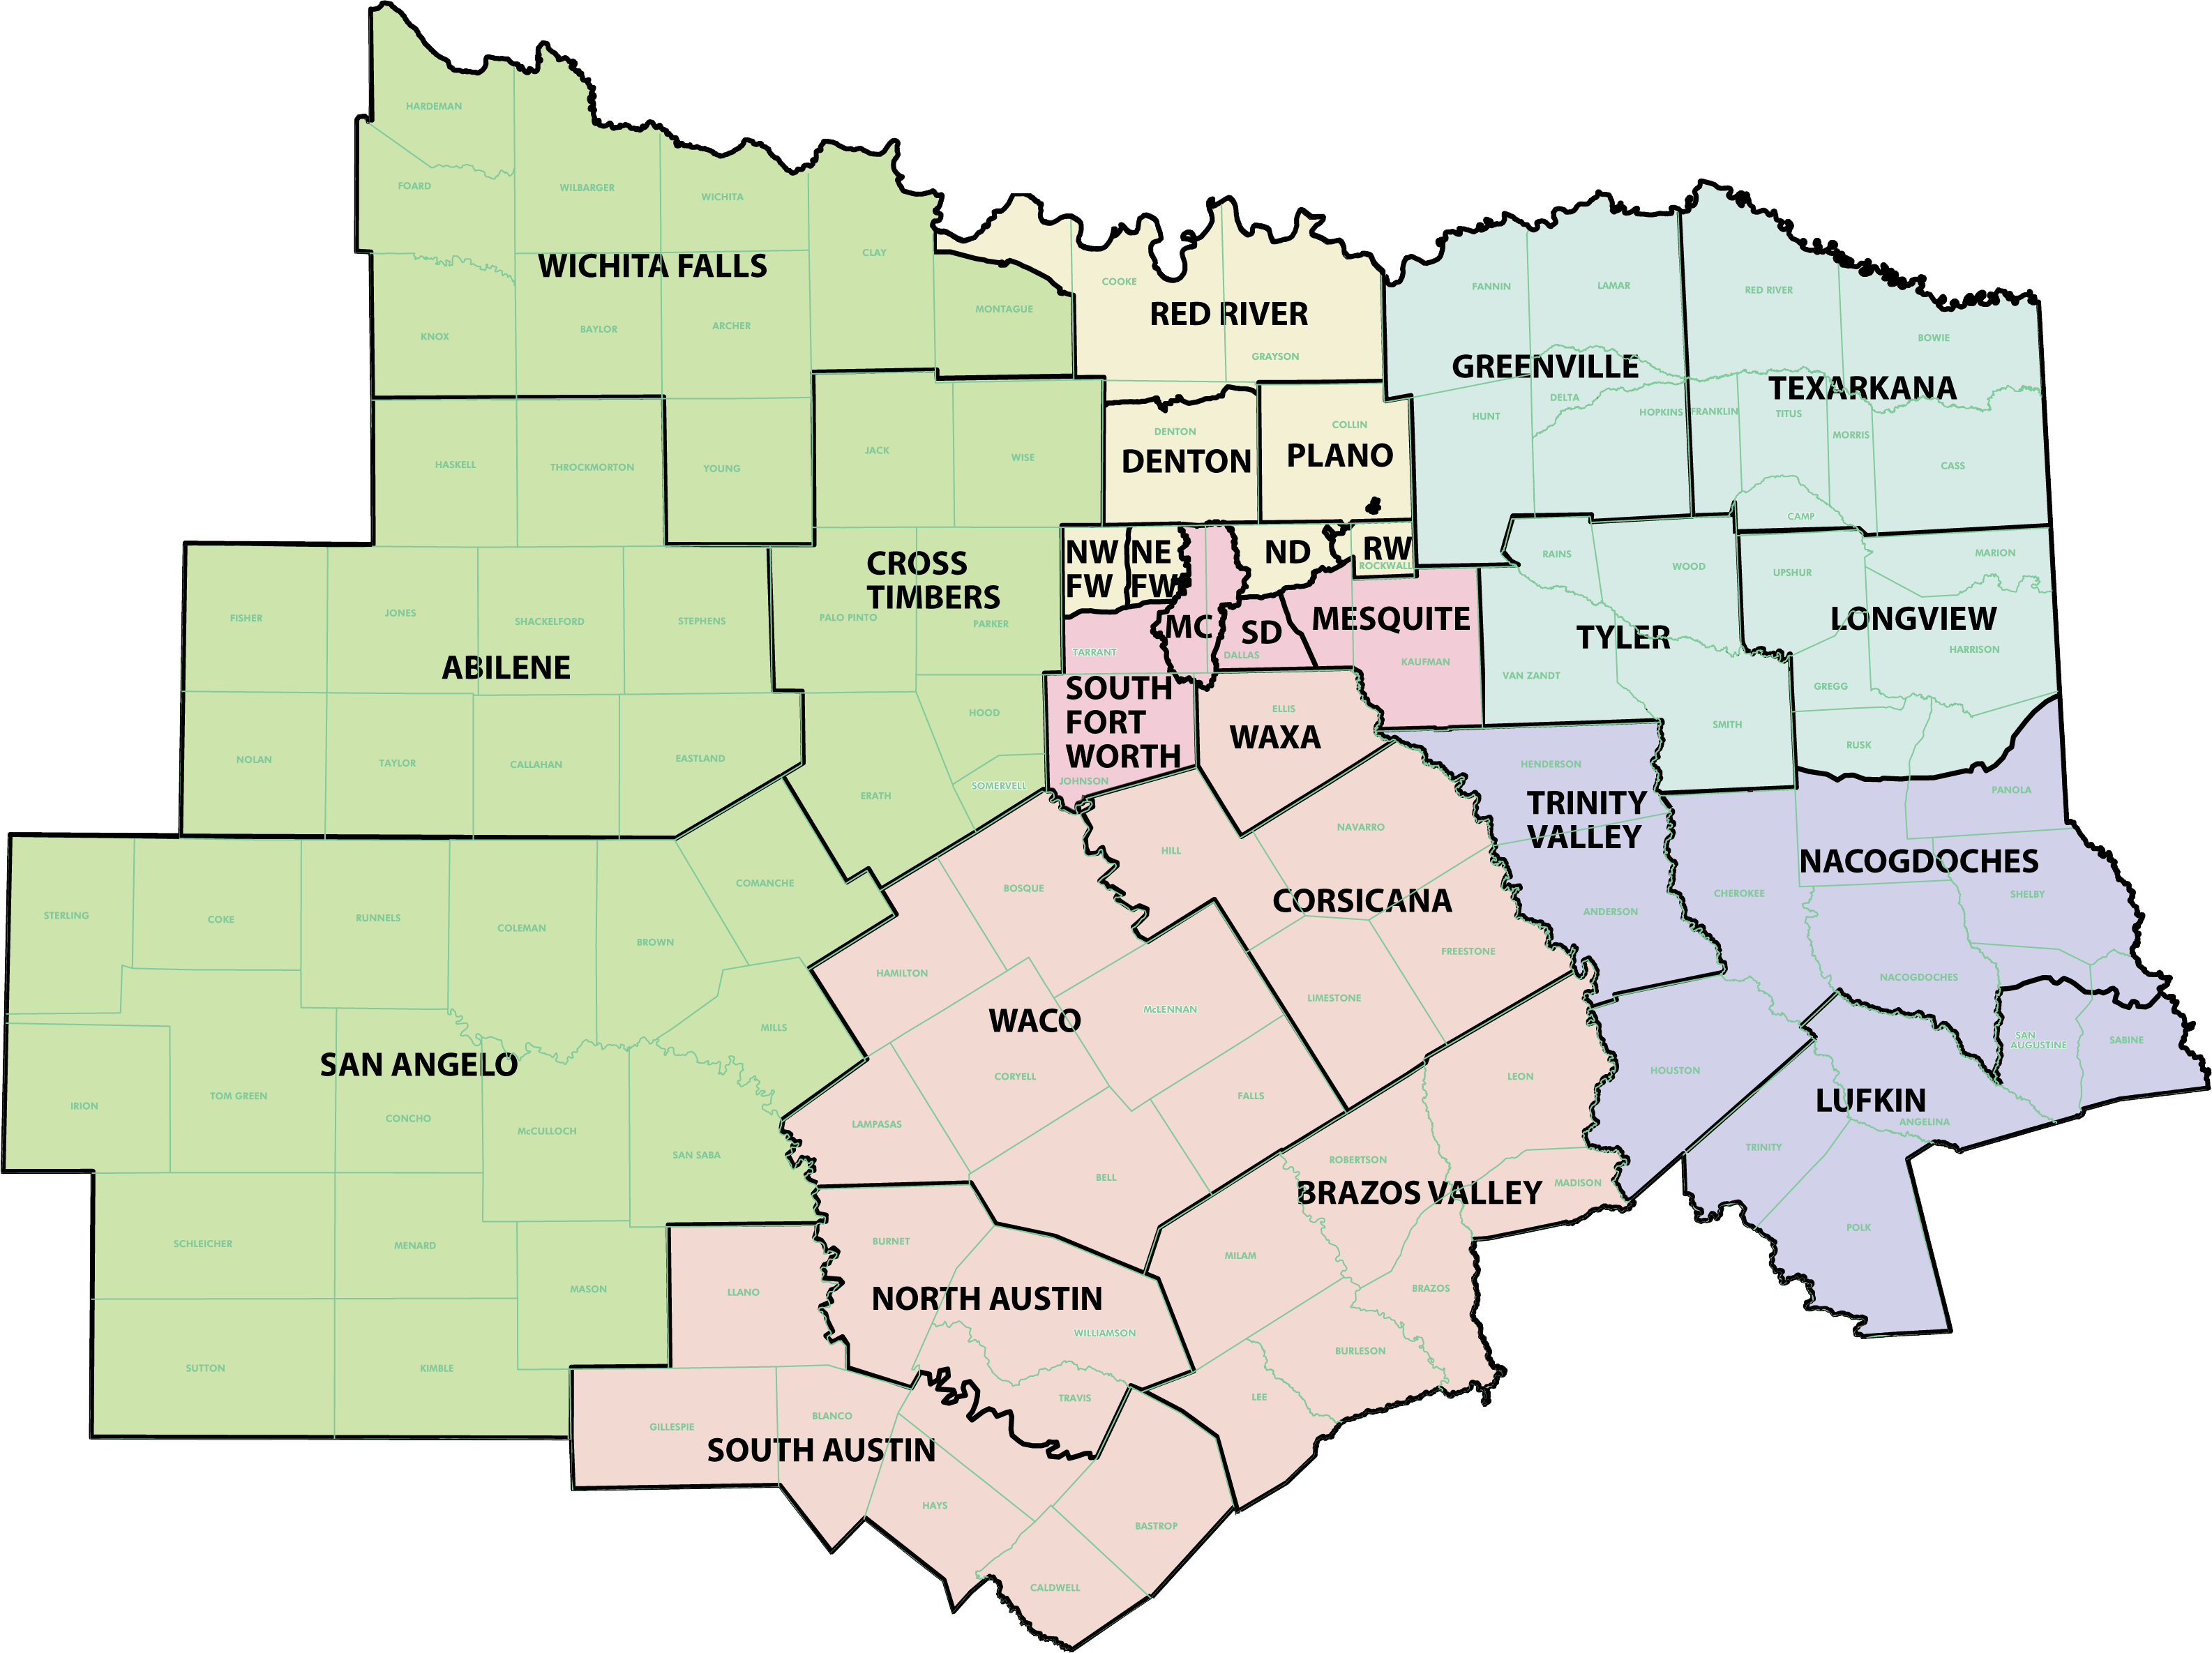 HARDEMAN
FOARD
WILBARGER
WICHITA
CLAY
WICHITA FALLS
KNOX
BAYLOR
ARCHER
MONTAGUE
COOKE
RED RIVER
GRAYSON
FANNIN
LAMAR
GREENVILLE
HUNT
DELTA
HOPKINS
RED RIVER
BOWIE
TEXARKANA
FRANKLIN
TITUS
MORRIS
CASS
CAMP
HASKELL
THROCKMORTON
YOUNG
JACK
WISE
DENTON
DENTON
COLLIN
PLANO
CROSS
TIMBERS
PALO PINTO
PARKER
NW
FW
NE
FW
ND
RW
ROCKWALL
MC
SD
DALLAS
TARRANT
MESQUITE
KAUFMAN
RAINS
WOOD
TYLER
VAN ZANDT
SMITH
UPSHUR
MARION
LONGVIEW
HARRISON
GREGG
RUSK
FISHER
JONES
SHACKELFORD
STEPHENS
ABILENE
NOLAN
TAYLOR
CALLAHAN
EASTLAND
HOOD
ERATH
SOMERVELL
SOUTH
FORT
WORTH
JOHNSON
ELLIS
WAXA
HENDERSON
TRINITY
VALLEY
ANDERSON
PANOLA
NACOGDOCHES
CHEROKEE
SHELBY
NACOGDOCHES
STERLING
COKE
RUNNELS
COLEMAN
BROWN
COMANCHE
MILLS
SAN ANGELO
IRION
TOM GREEN
CONCHO
McCULLOCH
SAN SABA
SCHLEICHER
MENARD
MASON
SUTTON
KIMBLE
BOSQUE
HILL
NAVARRO
CORSICANA
FREESTONE
LIMESTONE
HAMILTON
WACO
McLENNAN
CORYELL
FALLS
LAMPASAS
BELL
LEON
ROBERTSON
BRAZOS VALLEY
MADISON
MILAM
BRAZOS
BURLESON
LEE
HOUSTON
SAN
AUGUSTINE
SABINE
LUFKIN
ANGELINA
TRINITY
POLK
BURNET
LLANO
NORTH AUSTIN
WILLIAMSON
TRAVIS
GILLESPIE
BLANCO
SOUTH AUSTIN
HAYS
BASTROP
CALDWELL